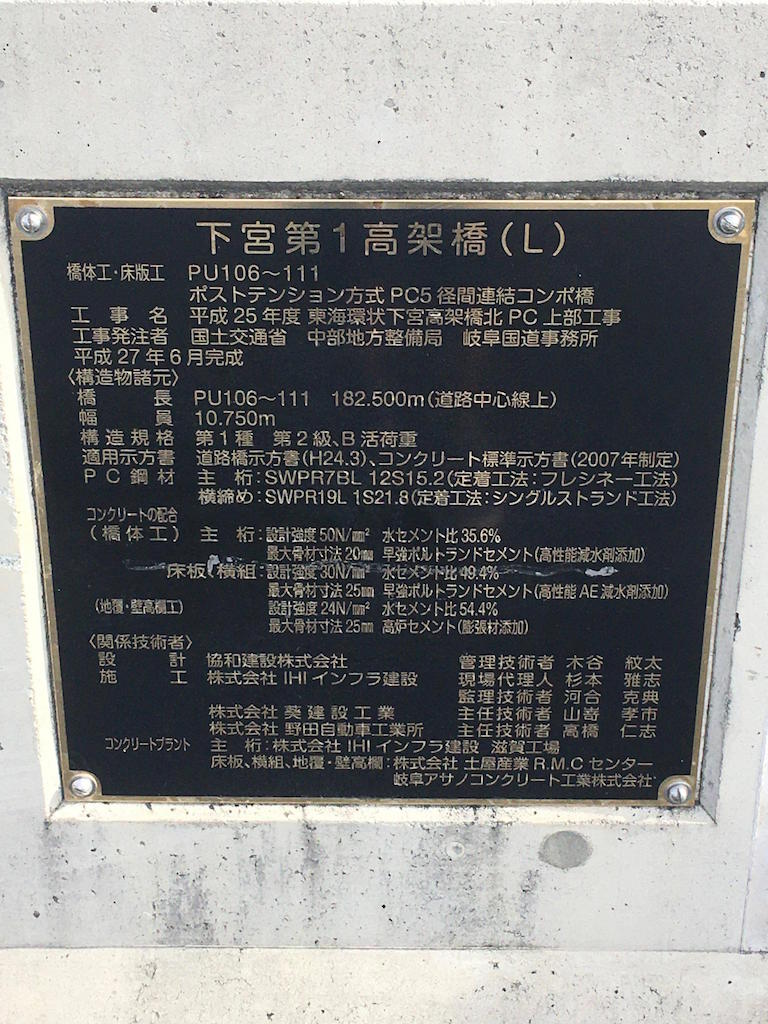 下宮第1高架橋(L)
橋体工・床版工 PU106～111
ポストテンション方式PC5径間連結コンポ橋
工事名 平成25年度 東海環状下宮高架橋北PC上部工事
工事発注者 国土交通省 中部地方整備局 岐阜国道事務所
平成27年6月完成
〈構造物諸元〉
橋長 PU106～111 182.500m(道路中心線上)
幅員 10.750m
構造規格 第1種 第2級、B活荷重
適用示方書 道路橋示方書(H24.3)、コンクリート標準示方書(2007年制定)
PC鋼材 主桁:SWPR7BL 12S15.2(定着工法:フレシネー工法)
横締め:SWPR19L 1S21.8(定着工法:シングルストランド工法)
コンクリートの配合
(橋体工) 主桁:設計強度50N/mm² 水セメント比35.6%
最大骨材寸法20mm 早強ポルトランドセメント(高性能減水剤添加)
床板、横組:設計強度30N/mm² 水セメント比49.4%
最大骨材寸法25mm 早強ポルトランドセメント(高性能AE減水剤添加)
(地覆・壁高欄工) 設計強度24N/mm² 水セメント比54.4%
最大骨材寸法25mm 高炉セメント(膨張材添加)
〈関係技術者〉
設計 協和建設株式会社 管理技術者 木谷 紋太
施工 株式会社IHIインフラ建設 現場代理人 杉本 雅志
監理技術者 河合 克典
株式会社 葵建設工業 主任技術者 山嵜 孝市
株式会社 野田自動車工業所 主任技術者 高橋 仁志
コンクリートプラント 主桁:株式会社IHIインフラ建設 滋賀工場
床板、横組、地覆・壁高欄:株式会社 土屋産業R.M.Cセンター
岐阜アサノコンクリート工業株式会社